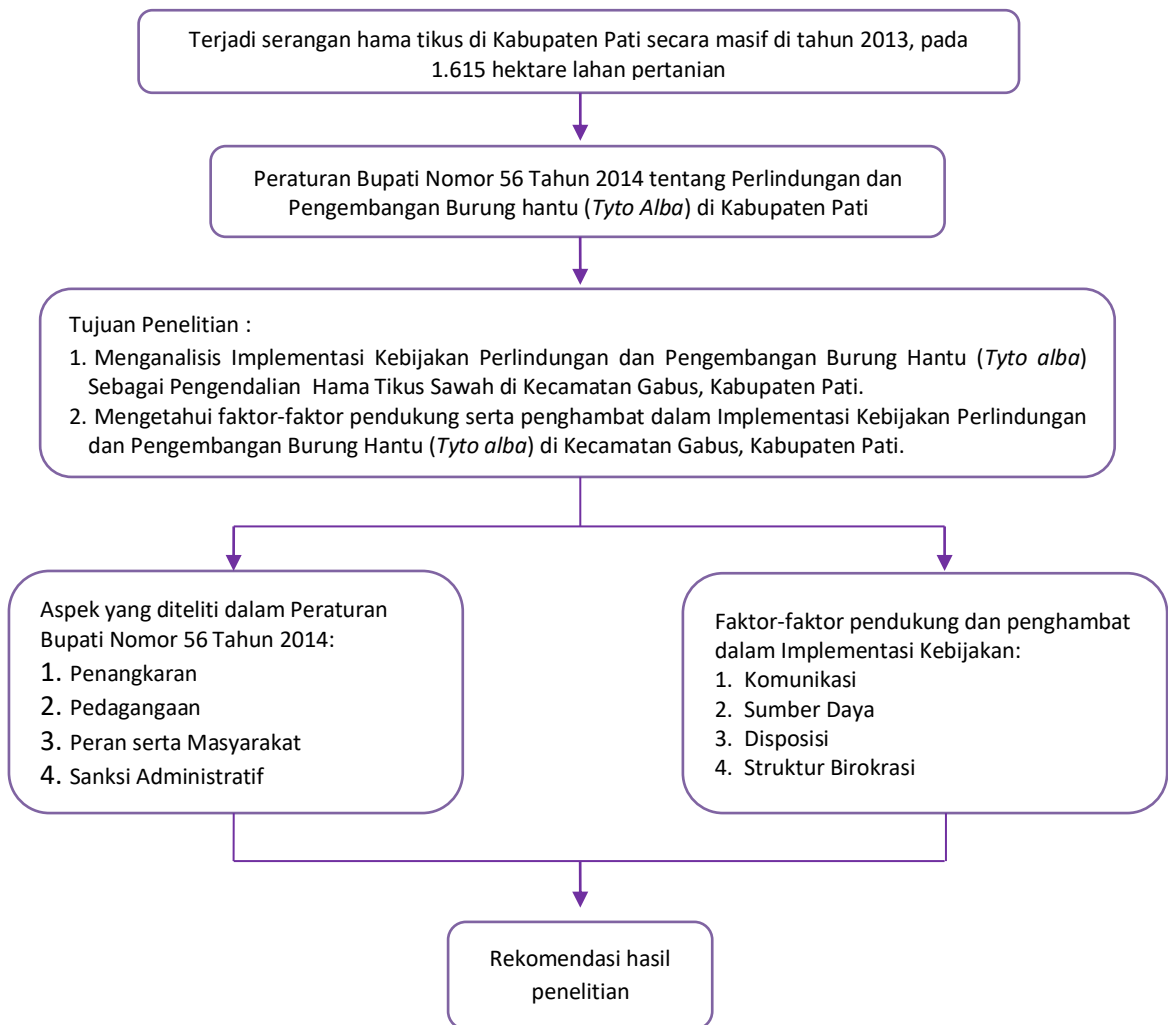 Terjadi serangan hama tikus di Kabupaten Pati secara masif di tahun 2013, pada
1.615 hektare lahan pertanian
Peraturan Bupati Nomor 56 Tahun 2014 tentang Perlindungan dan
Pengembangan Burung hantu (Tyto Alba) di Kabupaten Pati
Tujuan Penelitian :
1. Menganalisis Implementasi Kebijakan Perlindungan dan Pengembangan Burung Hantu (Tyto alba)
Sebagai Pengendalian Hama Tikus Sawah di Kecamatan Gabus, Kabupaten Pati.
2. Mengetahui faktor-faktor pendukung serta penghambat dalam Implementasi Kebijakan Perlindungan
dan Pengembangan Burung Hantu (Tyto alba) di Kecamatan Gabus, Kabupaten Pati.
Aspek yang diteliti dalam Peraturan
Bupati Nomor 56 Tahun 2014:
1. Penangkaran
2. Pedagangaan
3. Peran serta Masyarakat
4. Sanksi Administratif
Faktor-faktor pendukung dan penghambat
dalam Implementasi Kebijakan:
1. Komunikasi
2. Sumber Daya
3. Disposisi
4. Struktur Birokrasi
Rekomendasi hasil
penelitian